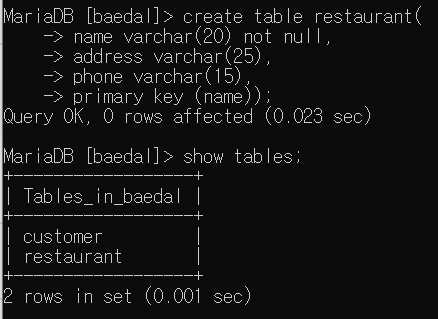 MariaDB [baedal]> create table restaurant(
    -> name varchar(20) not null,
    -> address varchar(25),
    -> phone varchar(15),
    -> primary key (name));
Query OK, 0 rows affected (0.023 sec)

MariaDB [baedal]> show tables;
+------------------+
| Tables_in_baedal |
+------------------+
| customer         |
| restaurant       |
+------------------+
2 rows in set (0.001 sec)